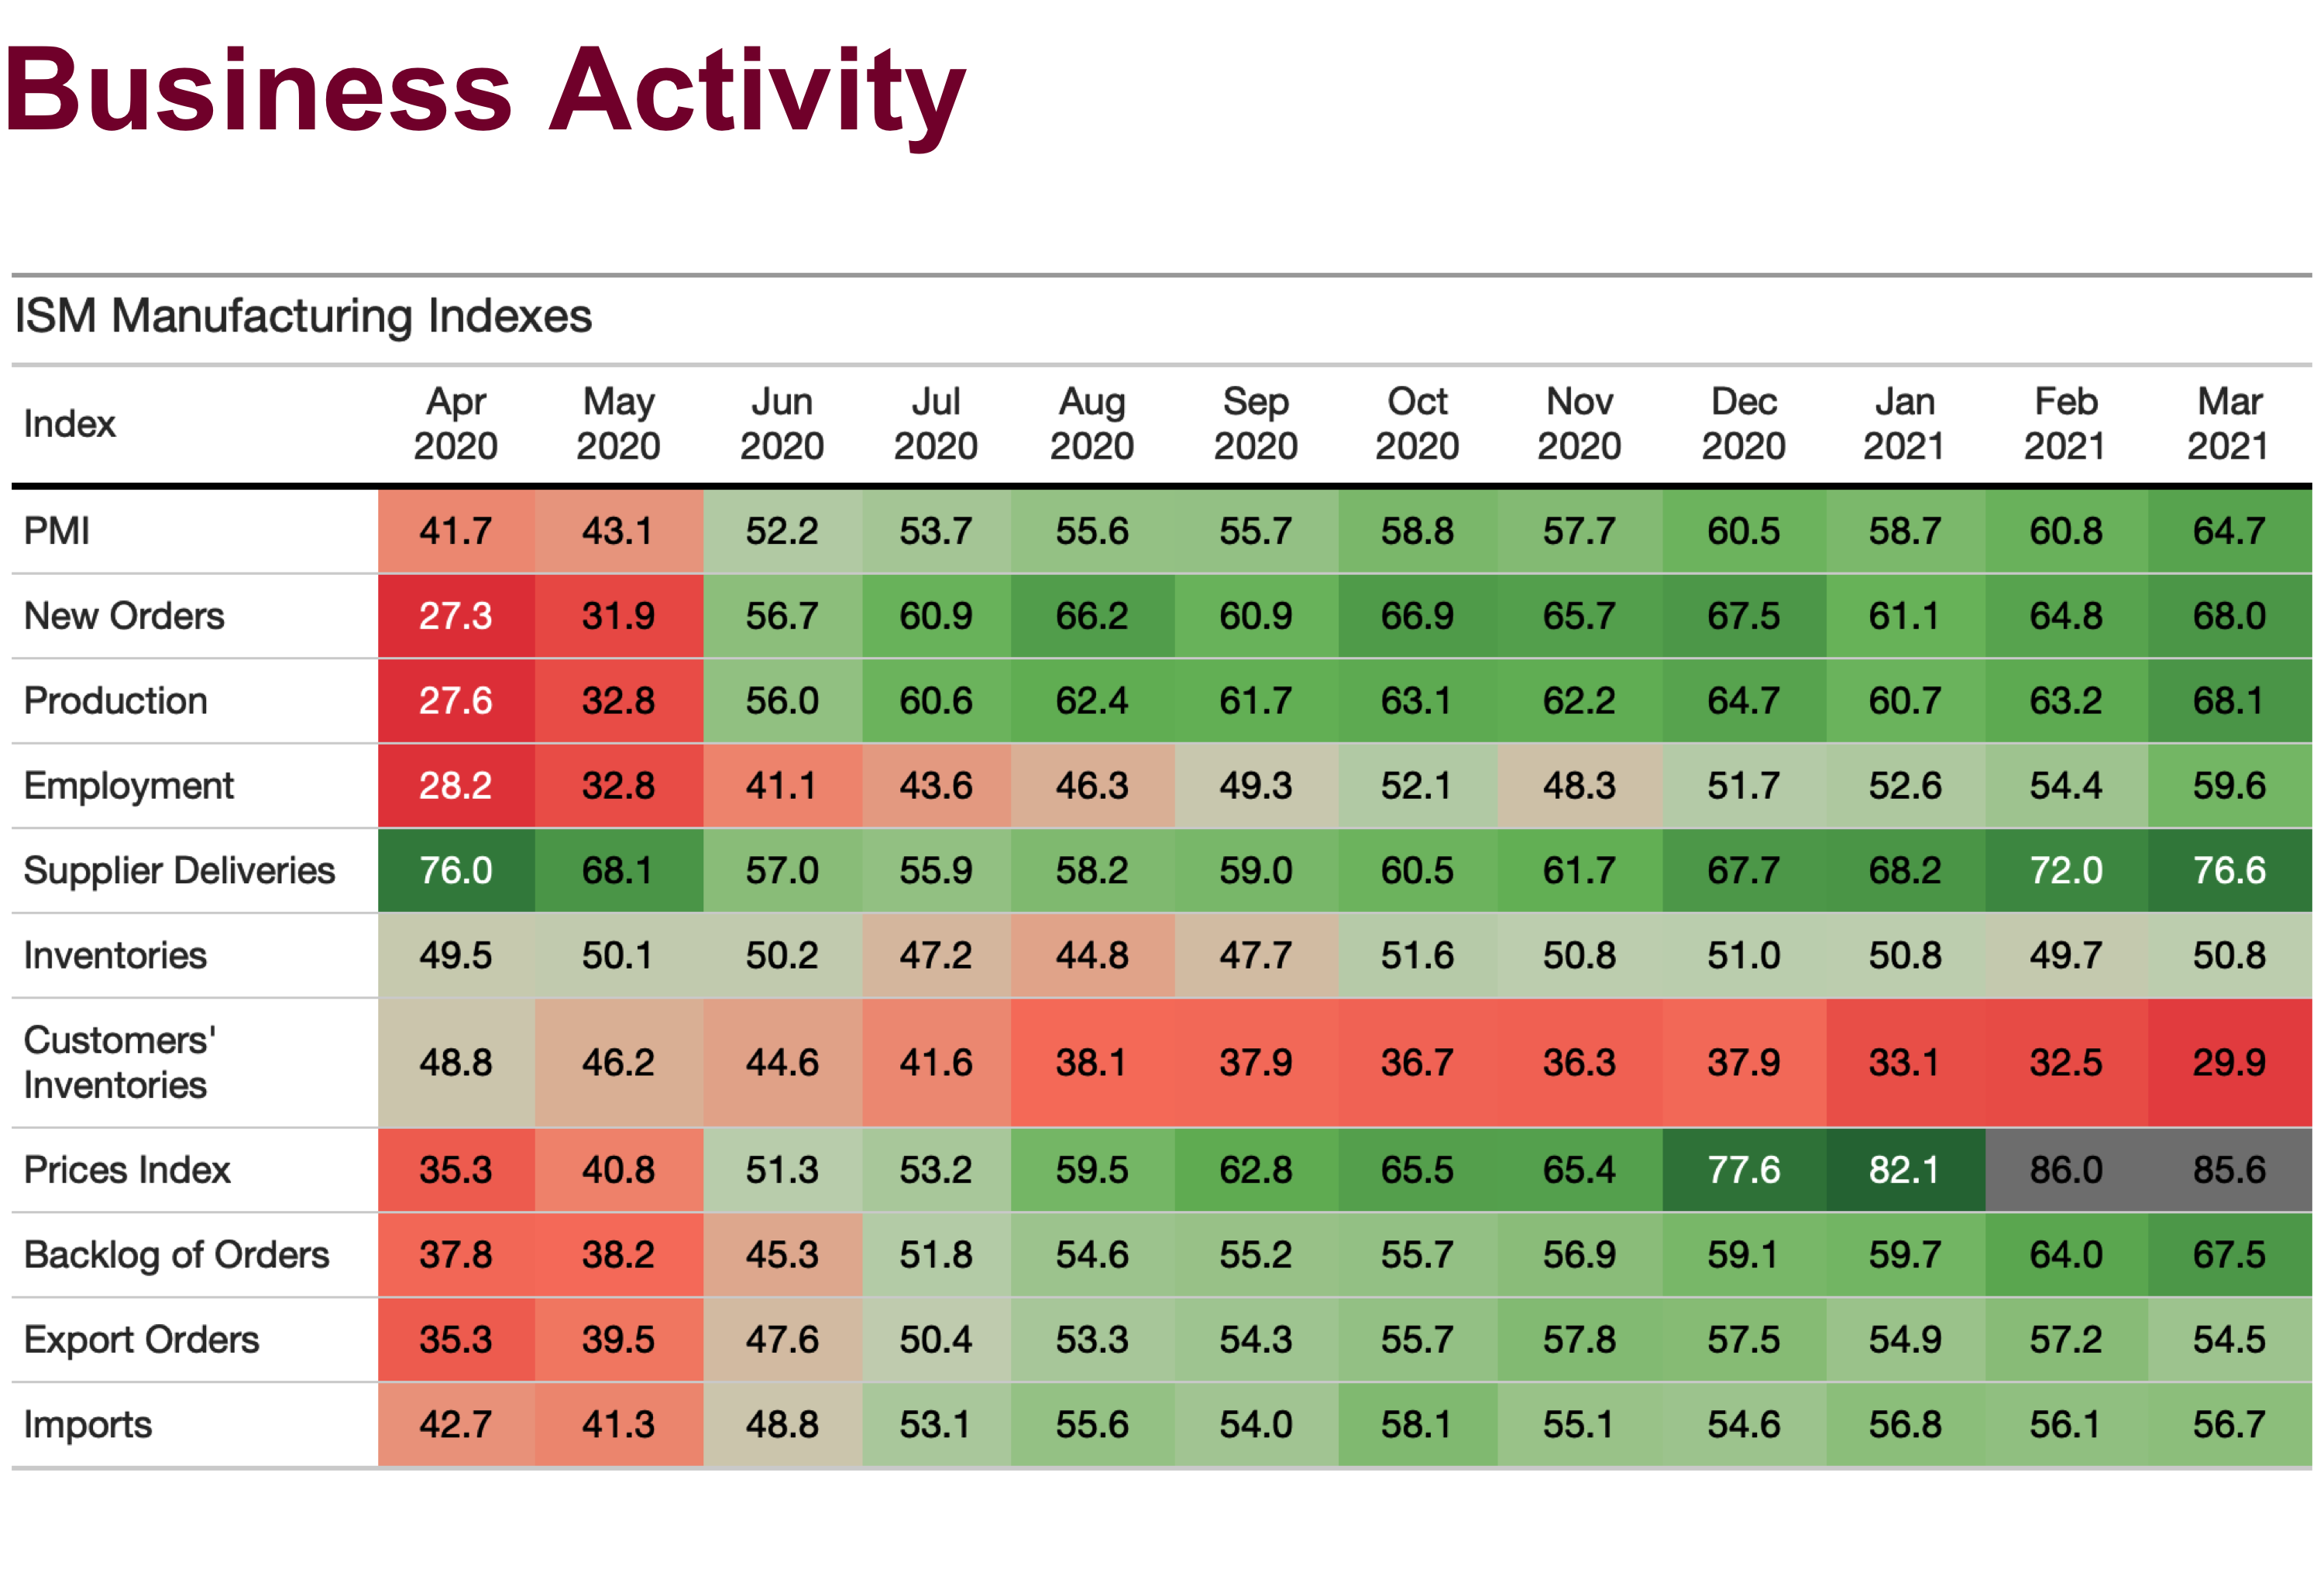 Business Activity
ISM Manufacturing Indexes
Index Apr 2020 May 2020 Jun 2020 Jul 2020 Aug 2020 Sep 2020 Oct 2020 Nov 2020 Dec 2020 Jan 2021 Feb 2021 Mar 2021
PMI 41.7 43.1 52.2 53.7 55.6 55.7 58.8 57.7 60.5 58.7 60.8 64.7
New Orders 27.3 31.9 56.7 60.9 66.2 60.9 66.9 65.7 67.5 61.1 64.8 68.0
Production 27.6 32.8 56.0 60.6 62.4 61.7 63.1 62.2 64.7 60.7 63.2 68.1
Employment 28.2 32.8 41.1 43.6 46.3 49.3 52.1 48.3 51.7 52.6 54.4 59.6
Supplier Deliveries 76.0 68.1 57.0 55.9 58.2 59.0 60.5 61.7 67.7 68.2 72.0 76.6
Inventories 49.5 50.1 50.2 47.2 44.8 47.7 51.6 50.8 51.0 50.8 49.7 50.8
Customers' Inventories 48.8 46.2 44.6 41.6 38.1 37.9 36.7 36.3 37.9 33.1 32.5 29.9
Prices Index 35.3 40.8 51.3 53.2 59.5 62.8 65.5 65.4 77.6 82.1 86.0 85.6
Backlog of Orders 37.8 38.2 45.3 51.8 54.6 55.2 55.7 56.9 59.1 59.7 64.0 67.5
Export Orders 35.3 39.5 47.6 50.4 53.3 54.3 55.7 57.8 57.5 54.9 57.2 54.5
Imports 42.7 41.3 48.8 53.1 55.6 54.0 58.1 55.1 54.6 56.8 56.1 56.7